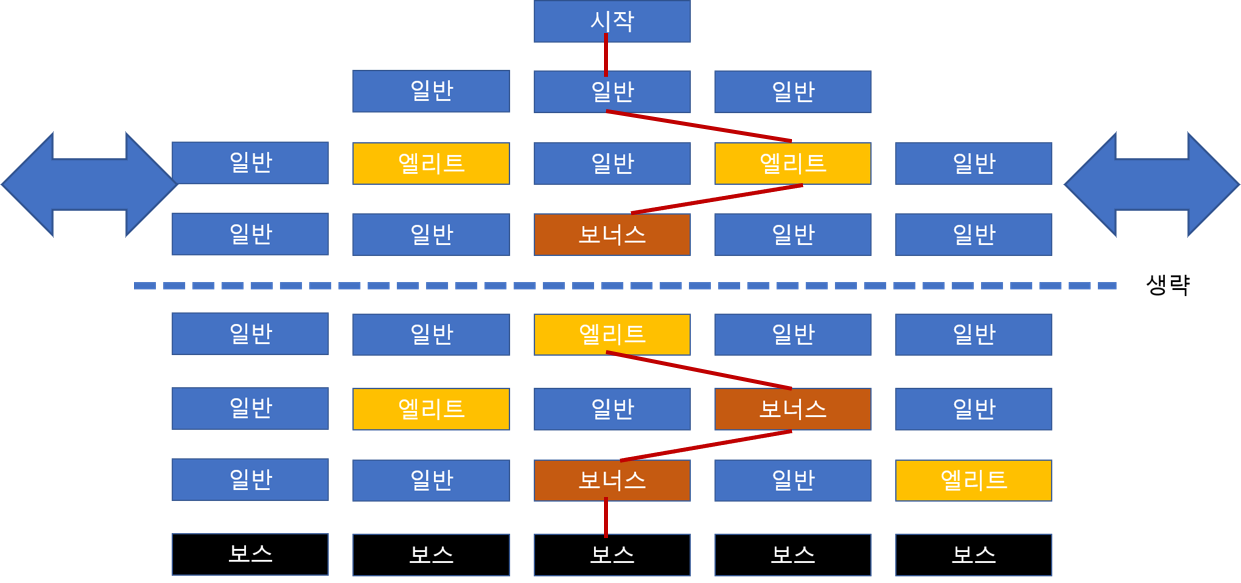 시작
일반 일반 일반
일반 엘리트 일반 엘리트 일반
일반 일반 보너스 일반 일반
생략
일반 일반 엘리트 일반 일반
일반 엘리트 일반 보너스 일반
일반 일반 보너스 일반 엘리트
보스 보스 보스 보스 보스